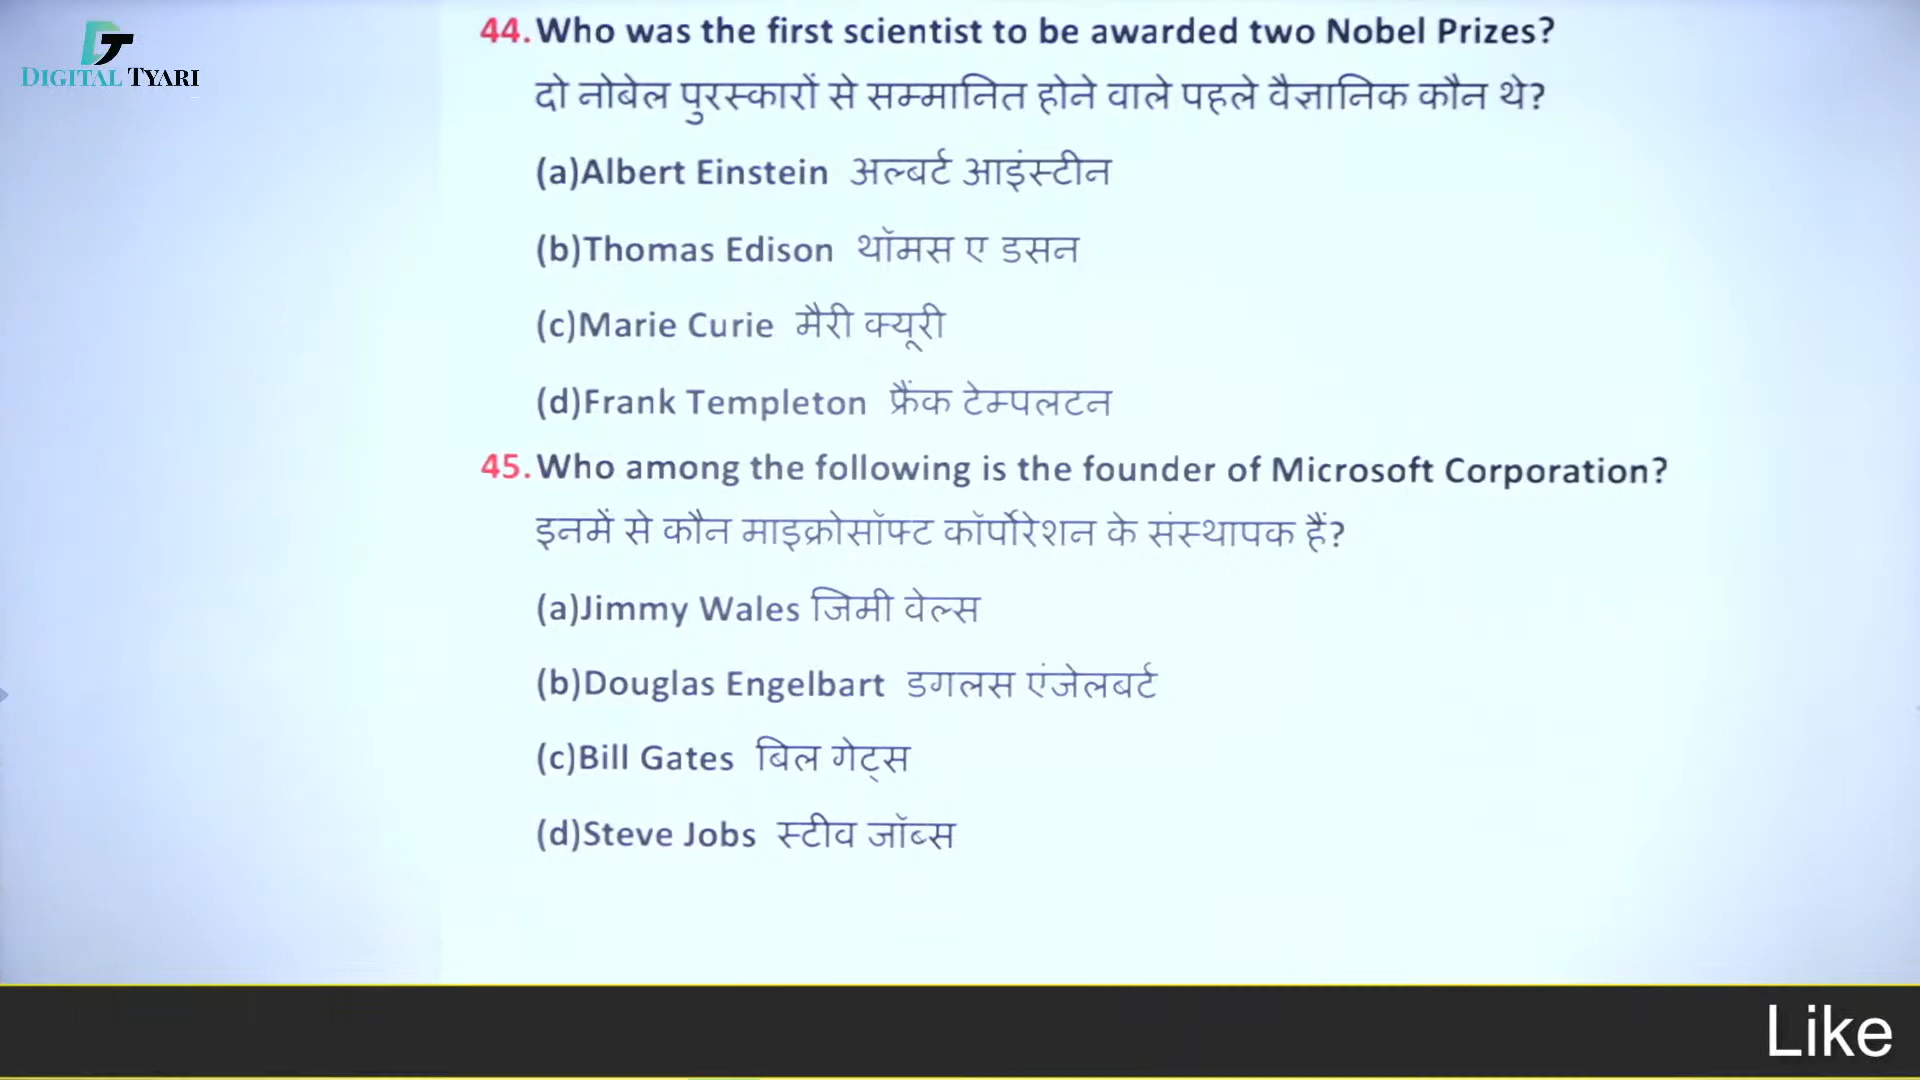 DT
DIGITAL TYARI
44. Who was the first scientist to be awarded two Nobel Prizes?
दो नोबेल पुरस्कारों से सम्मानित होने वाले पहले वैज्ञानिक कौन थे?
(a)Albert Einstein अल्बर्ट आइंस्टीन
(b)Thomas Edison थॉमस ए डसन
(c)Marie Curie मैरी क्यूरी
(d)Frank Templeton फ्रैंक टेम्पलटन
45. Who among the following is the founder of Microsoft Corporation?
इनमें से कौन माइक्रोसॉफ्ट कॉर्पोरेशन के संस्थापक हैं?
(a)Jimmy Wales जिमी वेल्स
(b)Douglas Engelbart डगलस एंजेलबर्ट
(c)Bill Gates बिल गेट्स
(d)Steve Jobs स्टीव जॉब्स
Like